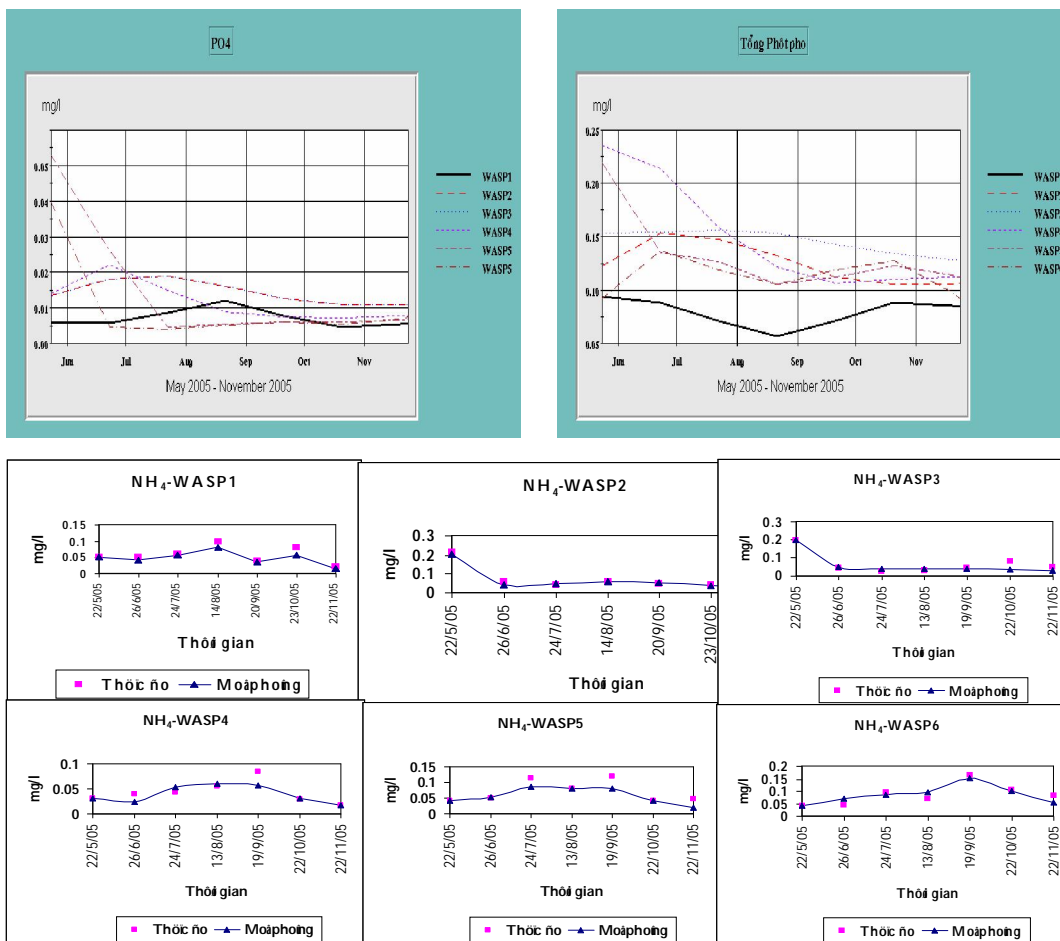 PO4
mg/l
0.05
0.04
0.03
0.02
0.01
0.00
Jun Jul Aug Sep Oct Nov
May 2005 - November 2005
WASP1
WASP2
WASP3
WASP4
WASP5
WASP5
Tổng Phôtpho
mg/l
0.25
0.20
0.15
0.10
0.05
Jun Jul Aug Sep Oct Nov
May 2005 - November 2005
WASP
WASP
WASP
WASP
WASP
WASP
NH₄-WASP1
mg/l
0.15
0.1
0.05
0
22/5/05 26/6/05 24/7/05 14/8/05 20/9/05 23/10/05 22/11/05
Thôøi gian
Thöïc ño Moâ phoûng
NH₄-WASP2
mg/l
0.3
0.2
0.1
0
22/5/05 26/6/05 24/7/05 14/8/05 20/9/05 23/10/05
Thôøi gian
NH₄-WASP3
mg/l
0.3
0.2
0.1
0
22/5/05 26/6/05 24/7/05 13/8/05 19/9/05 22/10/05 22/11/05
Thôøi gian
Thöïc ño Moâ phoûng
NH₄-WASP4
mg/l
0.1
0.05
0
22/5/05 26/6/05 24/7/05 13/8/05 19/9/05 22/10/05 22/11/05
Thôøi gian
Thöïc ño Moâ phoûng
NH₄-WASP5
mg/l
0.15
0.1
0.05
0
22/5/05 26/6/05 24/7/05 13/8/05 19/9/05 22/10/05 22/11/05
Thôøi gian
Thöïc ño Moâ phoûng
NH₄-WASP6
mg/l
0.2
0.15
0.1
0.05
0
22/5/05 26/6/05 24/7/05 13/8/05 19/9/05 22/10/05 22/11/05
Thôøi gian
Thöïc ño Moâ phoûng